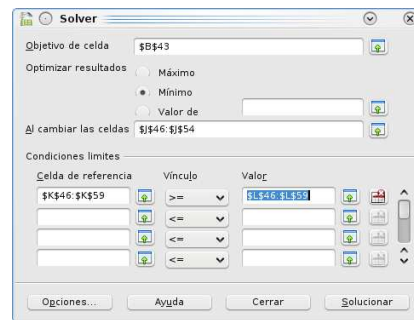 Solver
Objetivo de celda $B$43
Optimizar resultados
Máximo
Mínimo
Valor de
Al cambiar las celdas $J$46:$J$54
Condiciones limites
Celda de referencia Vínculo Valor
$K$46:$K$59 >= $L$46:$L$59
<=
<=
<=
Opciones... Ayuda Cerrar Solucionar